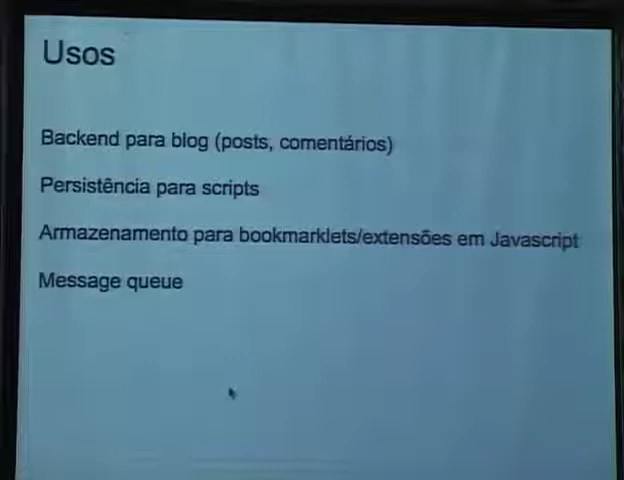 Usos
Backend para blog (posts, comentários)
Persistência para scripts
Armazenamento para bookmarklets/extensões em Javascript
Message queue